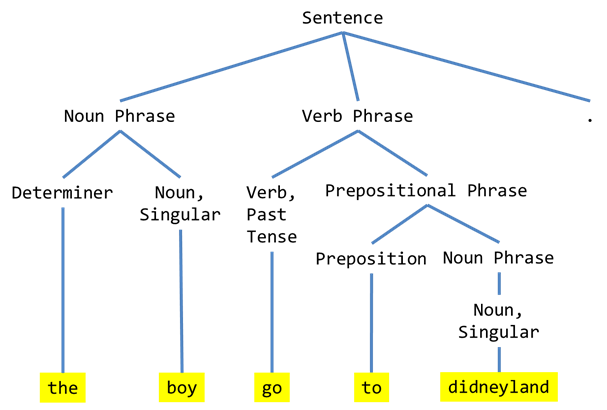 Sentence
Noun Phrase
Verb Phrase
.
Determiner
Noun,
Singular
Verb,
Past
Tense
Prepositional Phrase
Preposition
Noun Phrase
Noun,
Singular
the
boy
go
to
didneyland